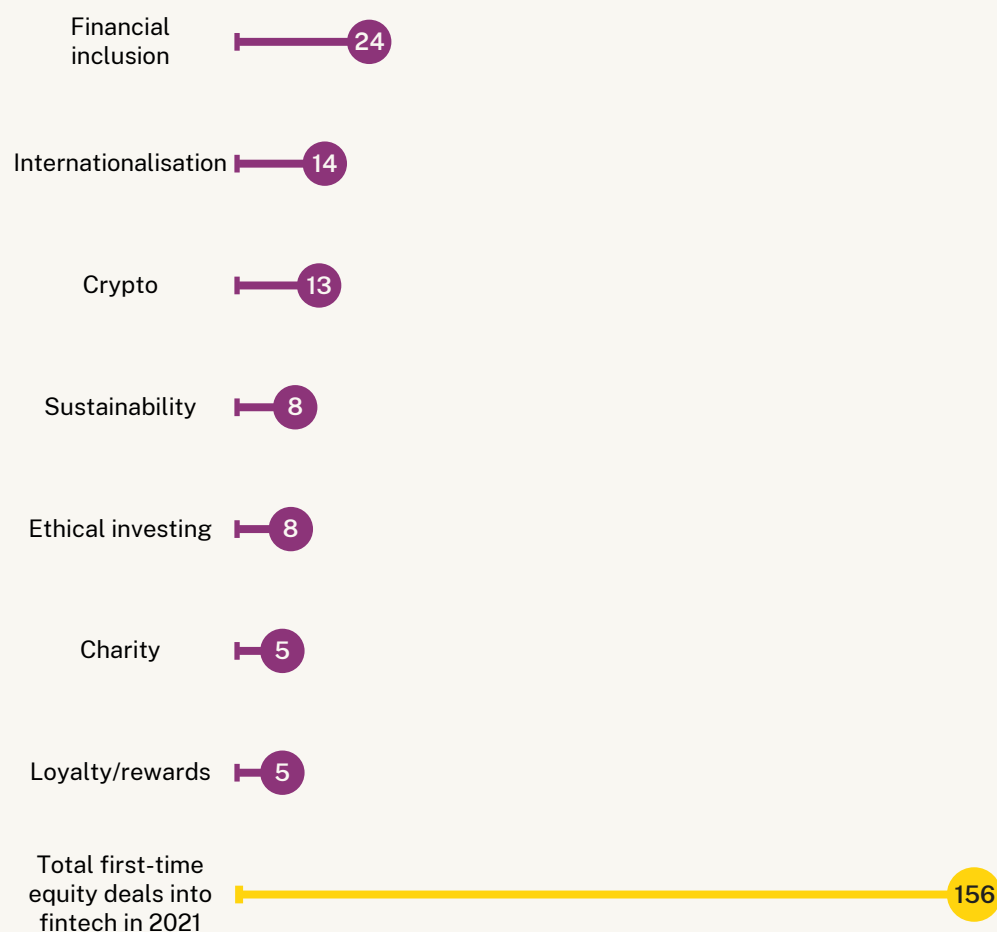 Financial
inclusion
24
Internationalisation
14
Crypto
13
Sustainability
8
Ethical investing
8
Charity
5
Loyalty/rewards
5
Total first-time
equity deals into
fintech in 2021
156